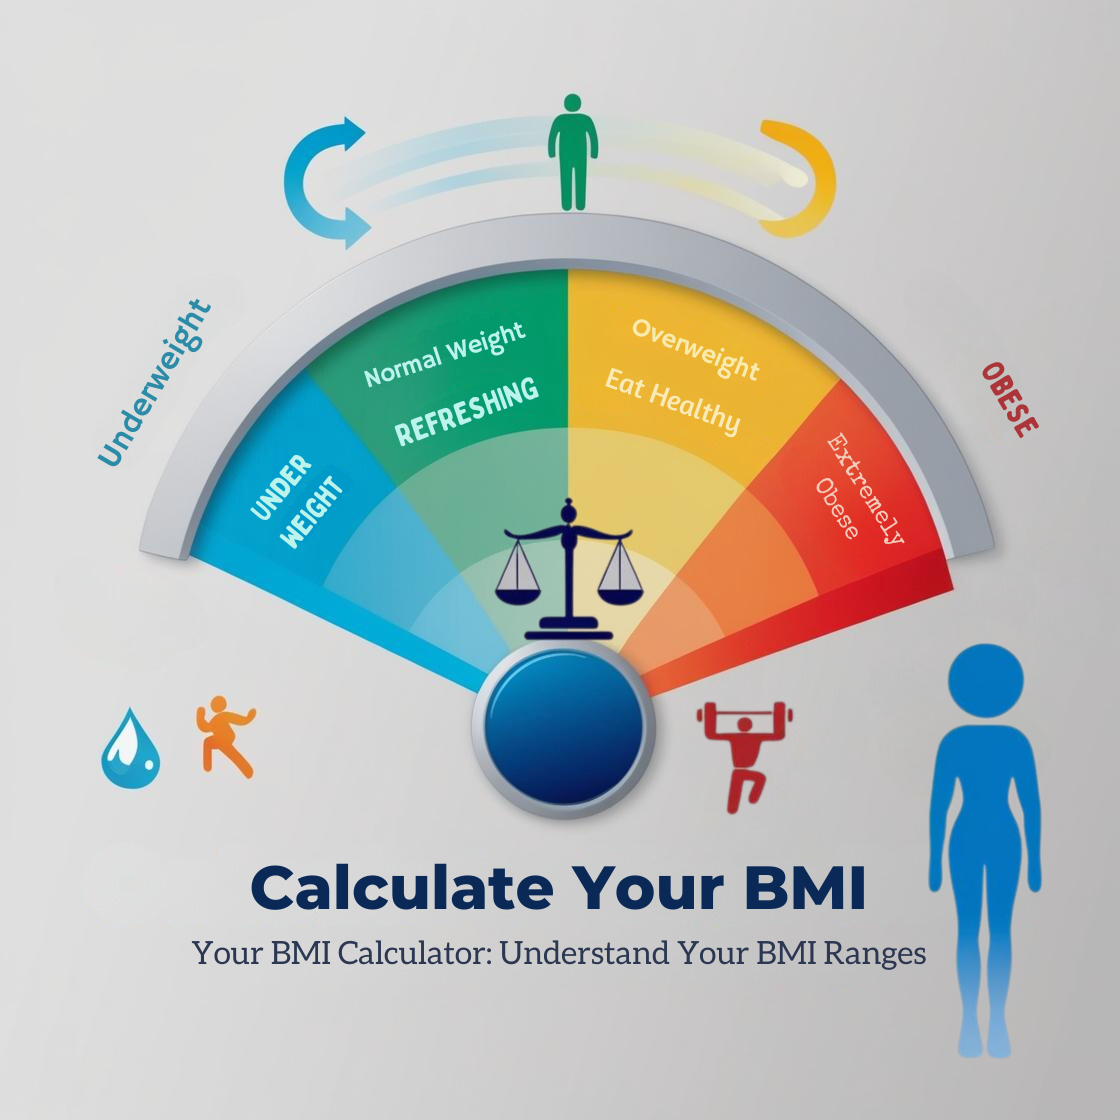 Underweight
UNDER
WEIGHT
Normal Weight
REFRESHING
Overweight
Eat Healthy
Extremely
Obese
OBESE
Calculate Your BMI
Your BMI Calculator: Understand Your BMI Ranges